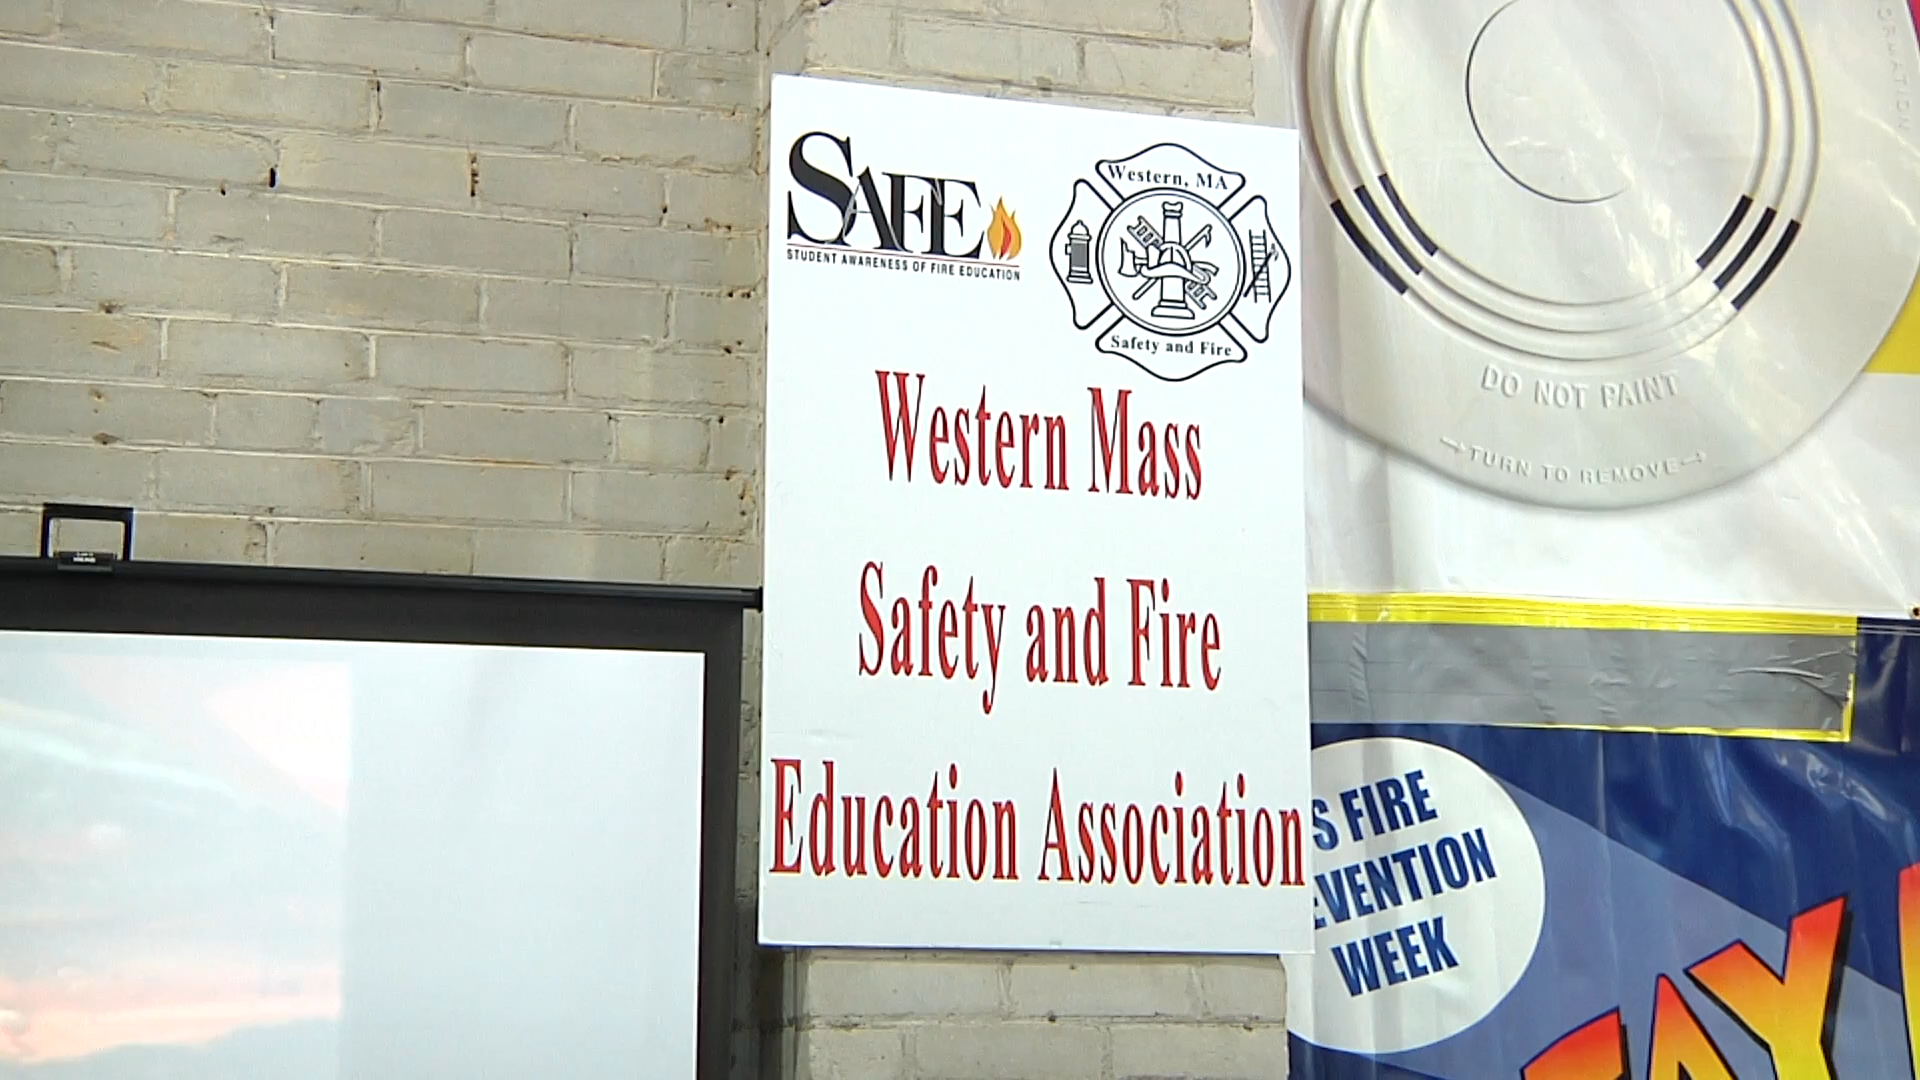 SAFE
STUDENT AWARENESS OF FIRE EDUCATION
Western, MA
Safety and Fire
Western Mass
Safety and Fire
Education Association
DO NOT PAINT
→TURN TO REMOVE→
S FIRE
EVENTION
WEEK